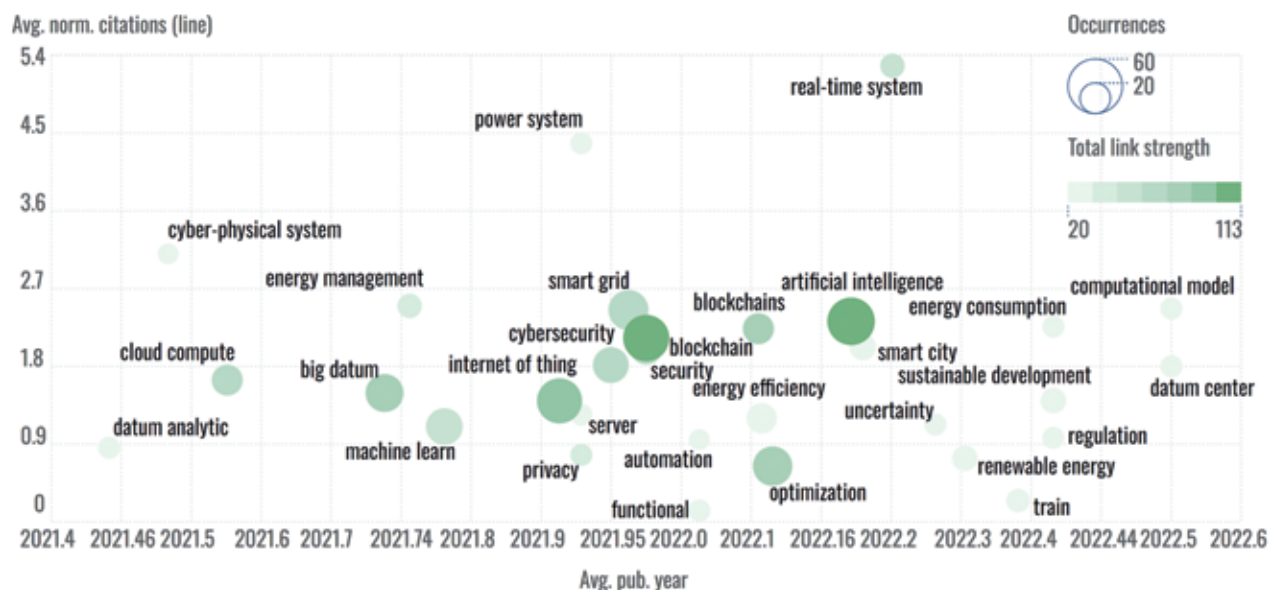 Avg. norm. citations (line)
Occurrences
5.4
60
20
real-time system
power system
4.5
Total link strength
3.6
20
113
cyber-physical system
energy management
smart grid
artificial intelligence
2.7
computational model
blockchains
energy consumption
cybersecurity
blockchain
cloud compute
big datum
internet of thing
smart city
1.8
security
sustainable development
energy efficiency
datum center
uncertainty
datum analytic
server
regulation
0.9
machine learn
automation
privacy
renewable energy
optimization
0
functional
train
2021.4 2021.46 2021.5 2021.6 2021.7 2021.74 2021.8 2021.9 2021.95 2022.0 2022.1 2022.16 2022.2 2022.3 2022.4 2022.44 2022.5 2022.6
Avg. pub. year